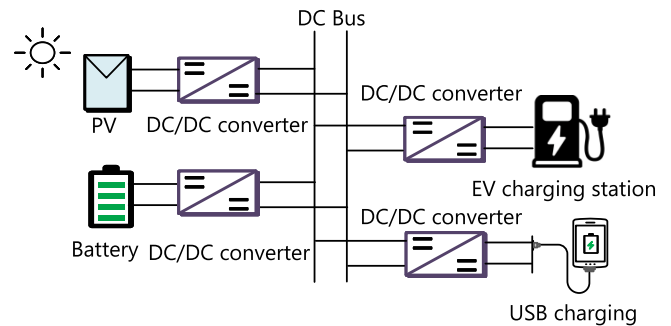 DC Bus
DC/DC converter
PV
DC/DC converter
EV charging station
DC/DC converter
Battery
DC/DC converter
USB charging